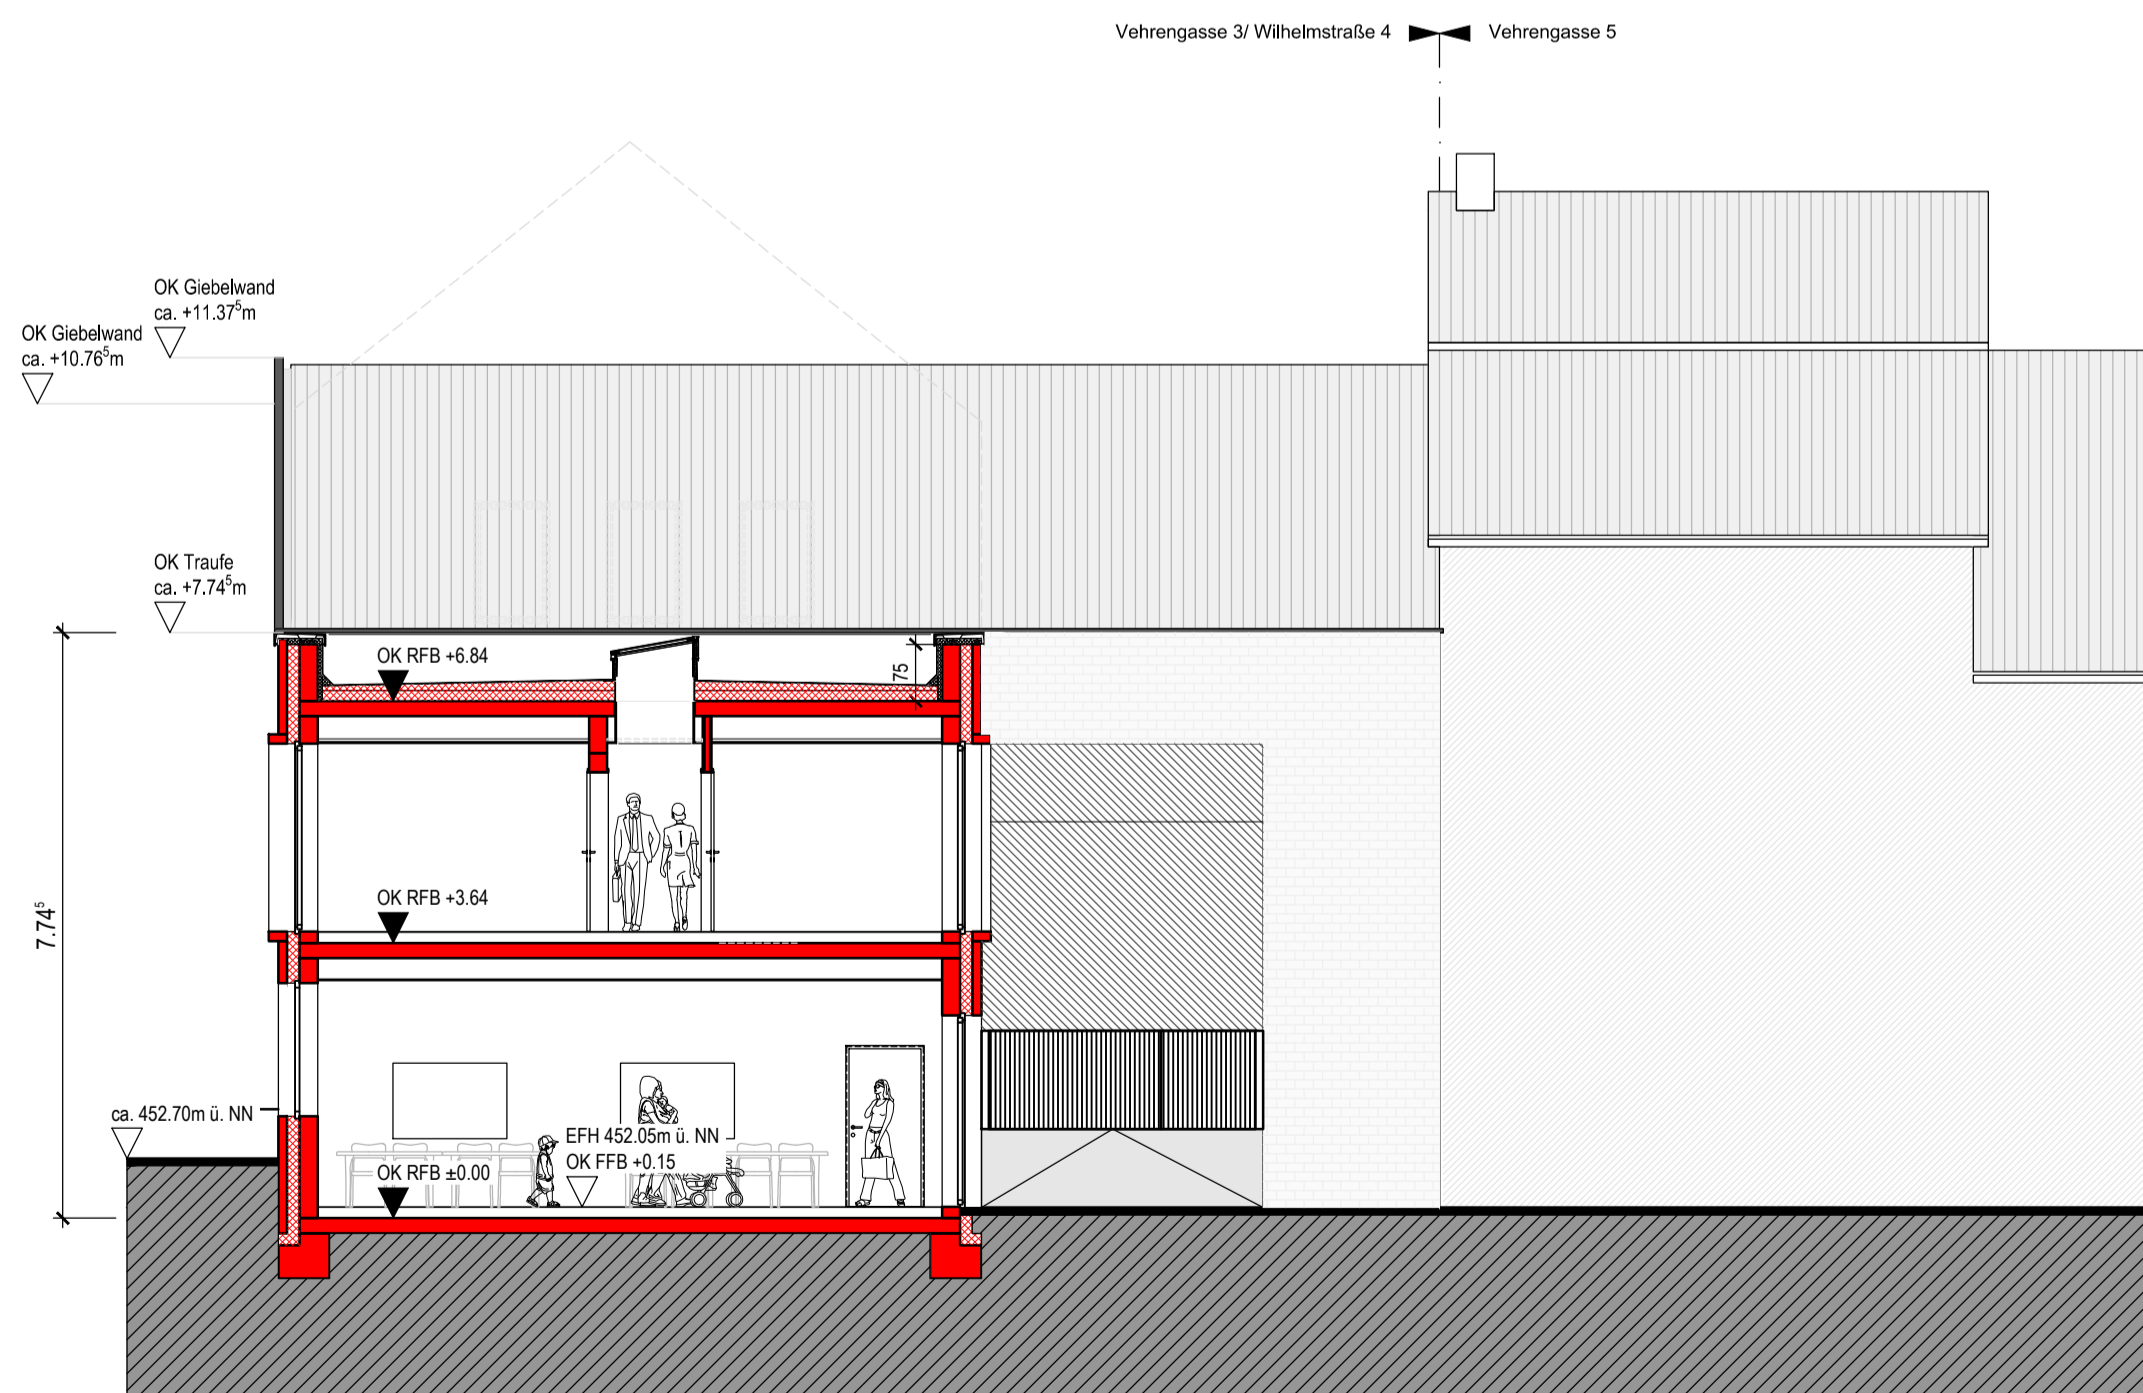 Vehrengasse 3/ Wilhelmstraße 4
Vehrengasse 5
OK Giebelwand
ca. +11.37⁵m
OK Giebelwand
ca. +10.76⁵m
OK Traufe
ca. +7.74⁵m
OK RFB +6.84
75
OK RFB +3.64
7.74⁵
ca. 452.70m ü. NN
EFH 452.05m ü. NN
OK FFB +0.15
OK RFB ±0.00